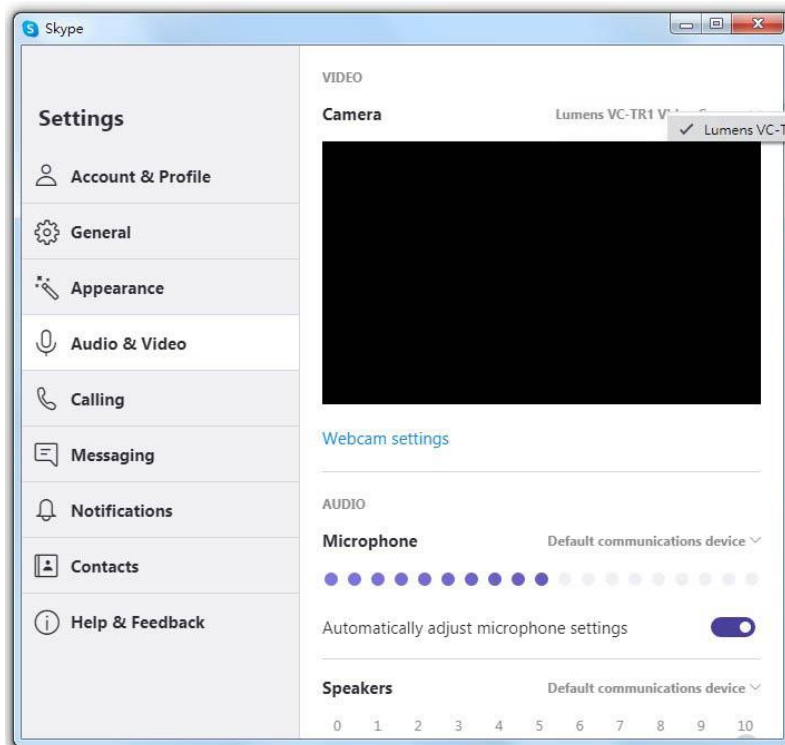 Skype
Settings
Account & Profile
General
Appearance
Audio & Video
Calling
Messaging
Notifications
Contacts
Help & Feedback
VIDEO
Camera Lumens VC-TR1
Lumens VC-T
Webcam settings
AUDIO
Microphone Default communications device
Automatically adjust microphone settings
Speakers Default communications device
0 1 2 3 4 5 6 7 8 9 10